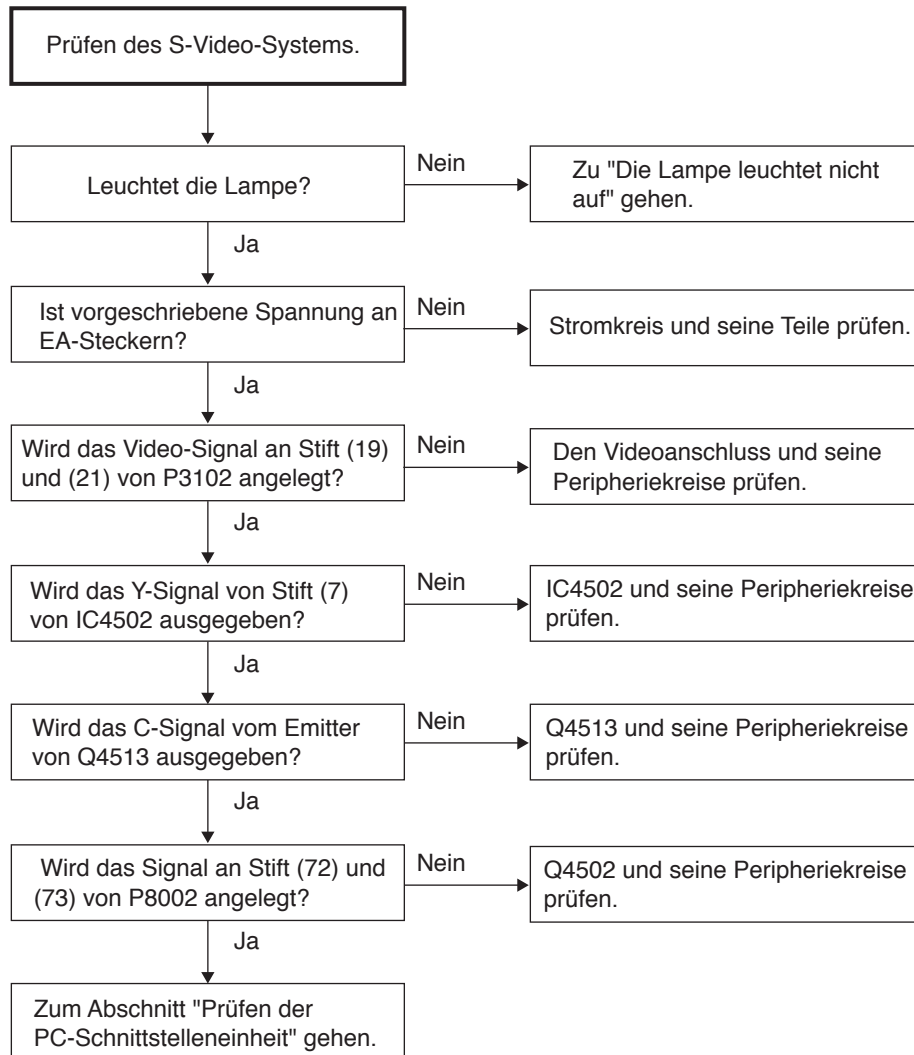 Prüfen des S-Video-Systems.
Leuchtet die Lampe?
Nein
Zu "Die Lampe leuchtet nicht
auf" gehen.
Ja
Ist vorgeschriebene Spannung an
EA-Steckern?
Nein
Stromkreis und seine Teile prüfen.
Ja
Wird das Video-Signal an Stift (19)
und (21) von P3102 angelegt?
Nein
Den Videoanschluss und seine
Peripheriekreise prüfen.
Ja
Wird das Y-Signal von Stift (7)
von IC4502 ausgegeben?
Nein
IC4502 und seine Peripheriekreise
prüfen.
Ja
Wird das C-Signal vom Emitter
von Q4513 ausgegeben?
Nein
Q4513 und seine Peripheriekreise
prüfen.
Ja
Wird das Signal an Stift (72) und
(73) von P8002 angelegt?
Nein
Q4502 und seine Peripheriekreise
prüfen.
Ja
Zum Abschnitt "Prüfen der
PC-Schnittstelleneinheit" gehen.